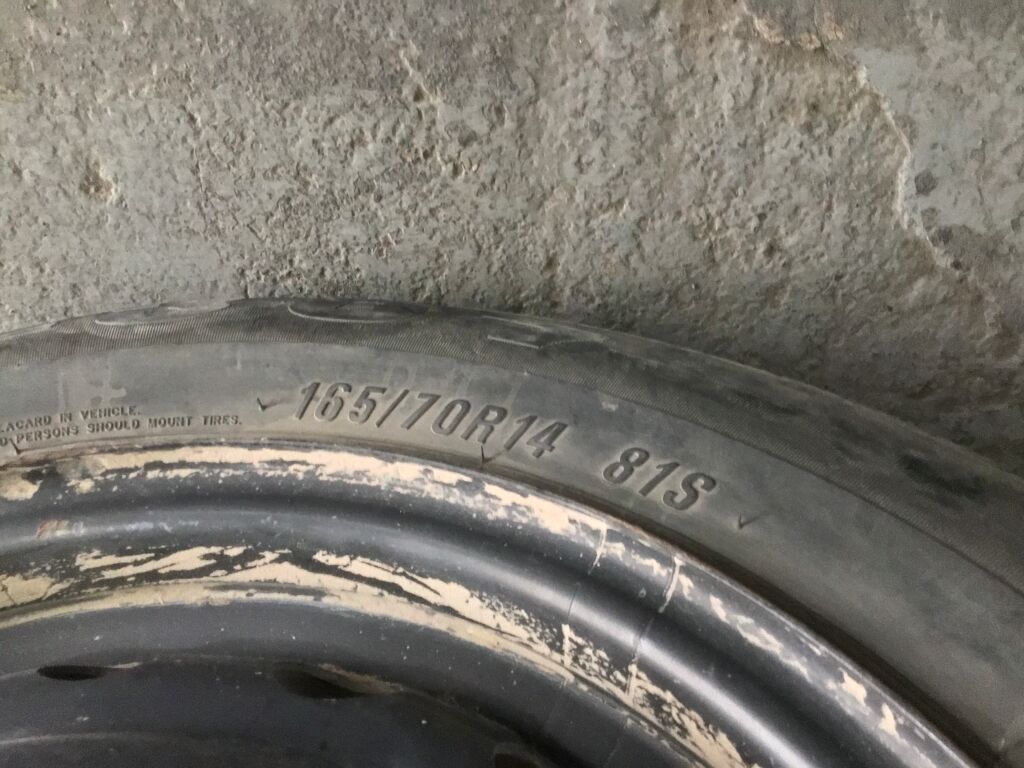 LACARD IN VEHICLE.
PERSONS SHOULD MOUNT TIRES.
165/70R14 81S